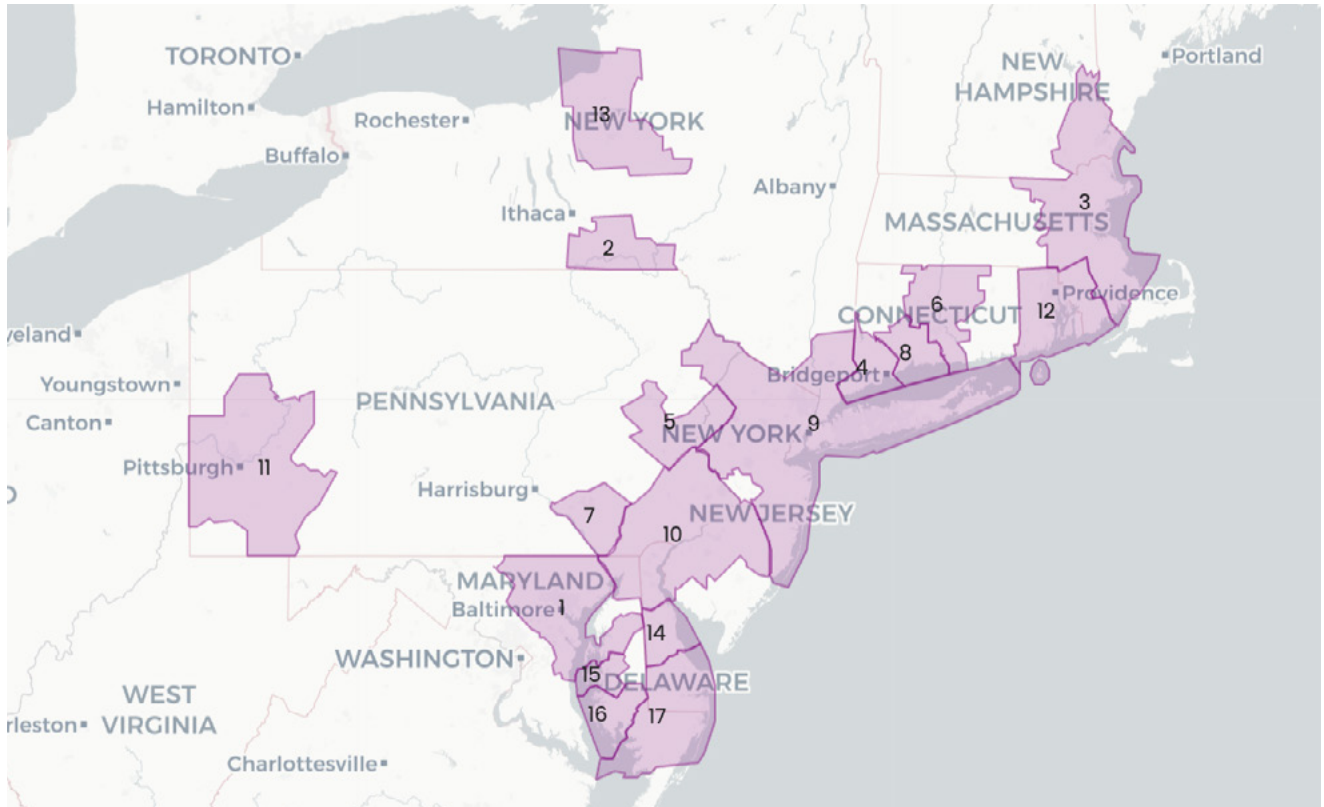 TORONTO
Portland
NEW
HAMPSHIRE
Hamilton
Rochester
13
NEW YORK
Buffalo
Albany
3
Ithaca
MASSACHUSETTS
2
Providence
6
12
CONNECTICUT
veland
8
4
Bridgeport
Youngstown
PENNSYLVANIA
Canton
5
9
NEW YORK
Pittsburgh
11
Harrisburg
7
NEW JERSEY
10
MARYLAND
Baltimore
1
14
WASHINGTON
15
DELAWARE
WEST
VIRGINIA
16
17
rleston
Charlottesville